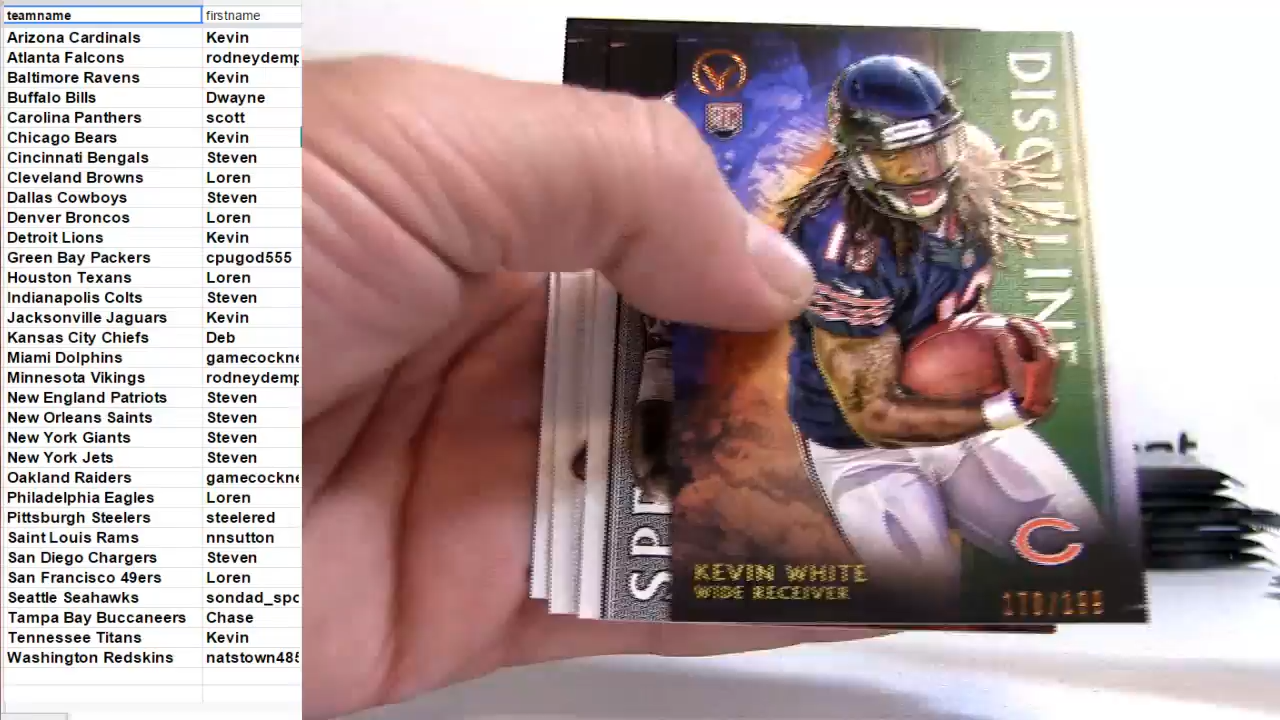 teamname firstname
Arizona Cardinals Kevin
Atlanta Falcons rodneydemp
Baltimore Ravens Kevin
Buffalo Bills Dwayne
Carolina Panthers scott
Chicago Bears Kevin
Cincinnati Bengals Steven
Cleveland Browns Loren
Dallas Cowboys Steven
Denver Broncos Loren
Detroit Lions Kevin
Green Bay Packers cpugod555
Houston Texans Loren
Indianapolis Colts Steven
Jacksonville Jaguars Kevin
Kansas City Chiefs Deb
Miami Dolphins gamecockne
Minnesota Vikings rodneydemp
New England Patriots Steven
New Orleans Saints Steven
New York Giants Steven
New York Jets Steven
Oakland Raiders gamecockne
Philadelphia Eagles Loren
Pittsburgh Steelers steelered
Saint Louis Rams nnsutton
San Diego Chargers Steven
San Francisco 49ers Loren
Seattle Seahawks sondad_spo
Tampa Bay Buccaneers Chase
Tennessee Titans Kevin
Washington Redskins natstown485
V
DISCIPLINE
SPE
KEVIN WHITE
WIDE RECEIVER